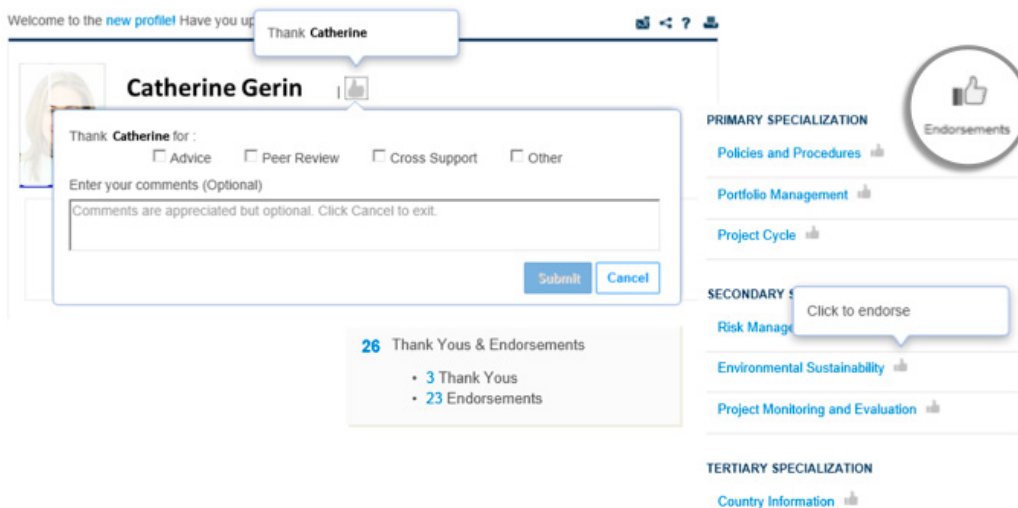 Welcome to the new profile! Have you up
Thank Catherine
?
Catherine Gerin
Thank Catherine for :
Advice Peer Review Cross Support Other
Enter your comments (Optional)
Comments are appreciated but optional. Click Cancel to exit.
Submit Cancel
26 Thank Yous & Endorsements
• 3 Thank Yous
• 23 Endorsements
Endorsements
PRIMARY SPECIALIZATION
Policies and Procedures
Portfolio Management
Project Cycle
SECONDARY S
Click to endorse
Risk Manage
Environmental Sustainability
Project Monitoring and Evaluation
TERTIARY SPECIALIZATION
Country Information